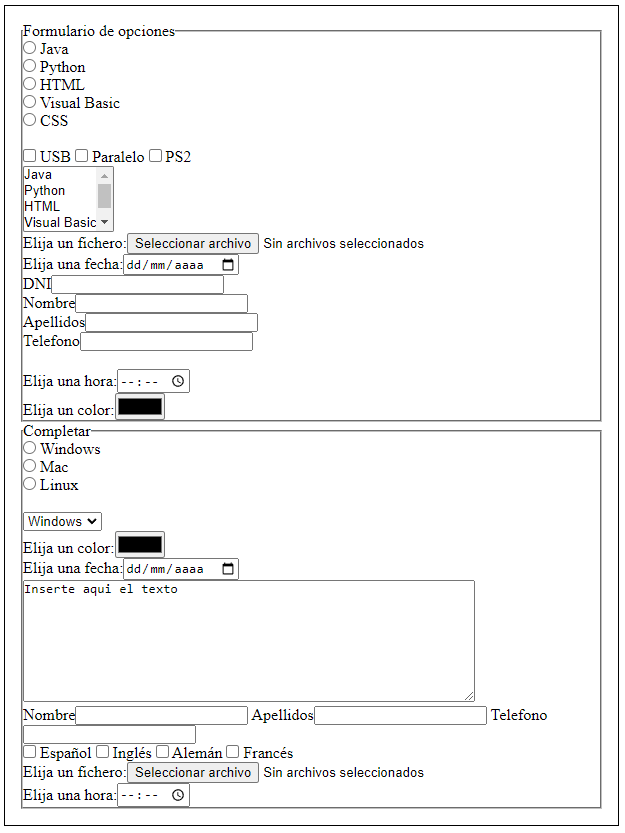 Formulario de opciones
Java
Python
HTML
Visual Basic
CSS
USB Paralelo PS2
Java
Python
HTML
Visual Basic
Elija un fichero: Seleccionar archivo Sin archivos seleccionados
Elija una fecha: dd/mm/aaaa
DNI
Nombre
Apellidos
Telefono
Elija una hora: --:--
Elija un color:
Completar
Windows
Mac
Linux
Windows
Elija un color:
Elija una fecha: dd/mm/aaaa
Inserte aqui el texto
Nombre Apellidos Telefono
Español Inglés Alemán Francés
Elija un fichero: Seleccionar archivo Sin archivos seleccionados
Elija una hora: --:--